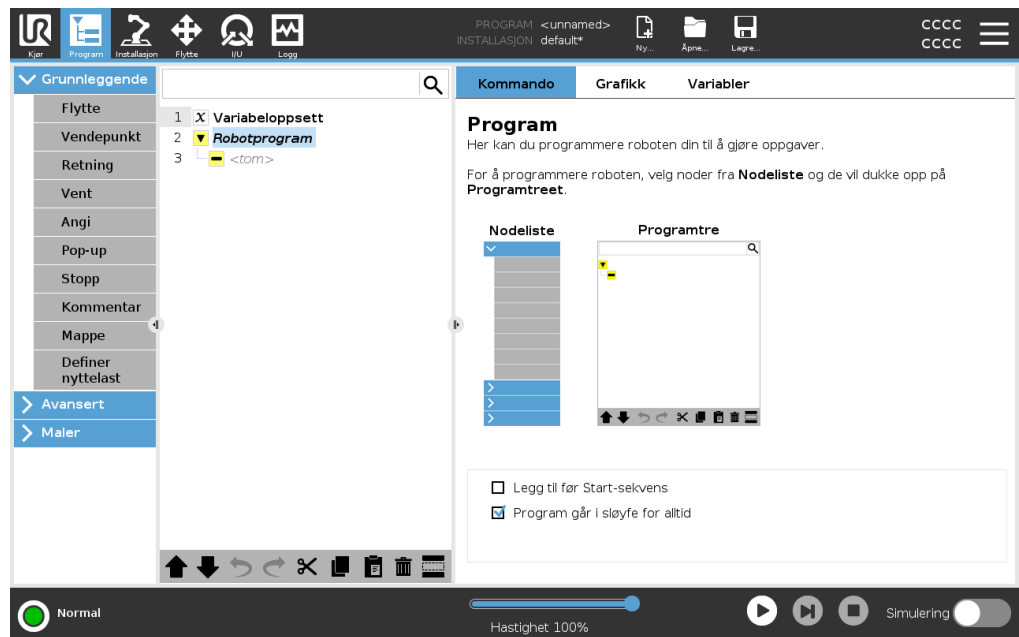 PROGRAM <unnamed>
INSTALLASJON default*
Kjør Program Installasjon Flytte I/U Logg
Ny... Åpne... Lagre...
CCCC
CCCC
Grunnleggende
Flytte
Vendepunkt
Retning
Vent
Angi
Pop-up
Stopp
Kommentar
Mappe
Definer
nyttelast
Avansert
Maler
1 X Variabeloppsett
2 Robotprogram
3 <tom>
Kommando Grafikk Variabler
Program
Her kan du programmere roboten din til å gjøre oppgaver.
For å programmere roboten, velg noder fra Nodeliste og de vil dukke opp på
Programtreet.
Nodeliste Programtre
Legg til før Start-sekvens
Program går i sløyfe for alltid
Normal
Hastighet 100%
Simulering